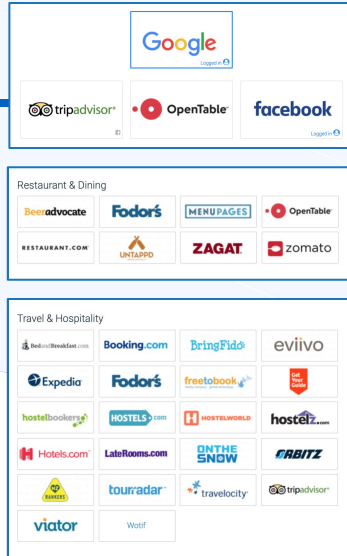 Google
Logged in
tripadvisor®
OpenTable
facebook
Logged in
Restaurant & Dining
Beeradvocate
Fodor's
MENUPAGES
OpenTable
RESTAURANT.COM
UNTAPPD
ZAGAT
zomato
Travel & Hospitality
BedandBreakfast.com
Booking.com
BringFido
eviivo
Expedia
Fodor's
freetobook
Get
Your
Guide
hostelbookers
HOSTELS.com
HOSTELWORLD
hostelz.com
Hotels.com
LateRooms.com
ONTHE
SNOW
ORBITZ
RANKERS
tourradar
travelocity
tripadvisor®
viator
Wotif